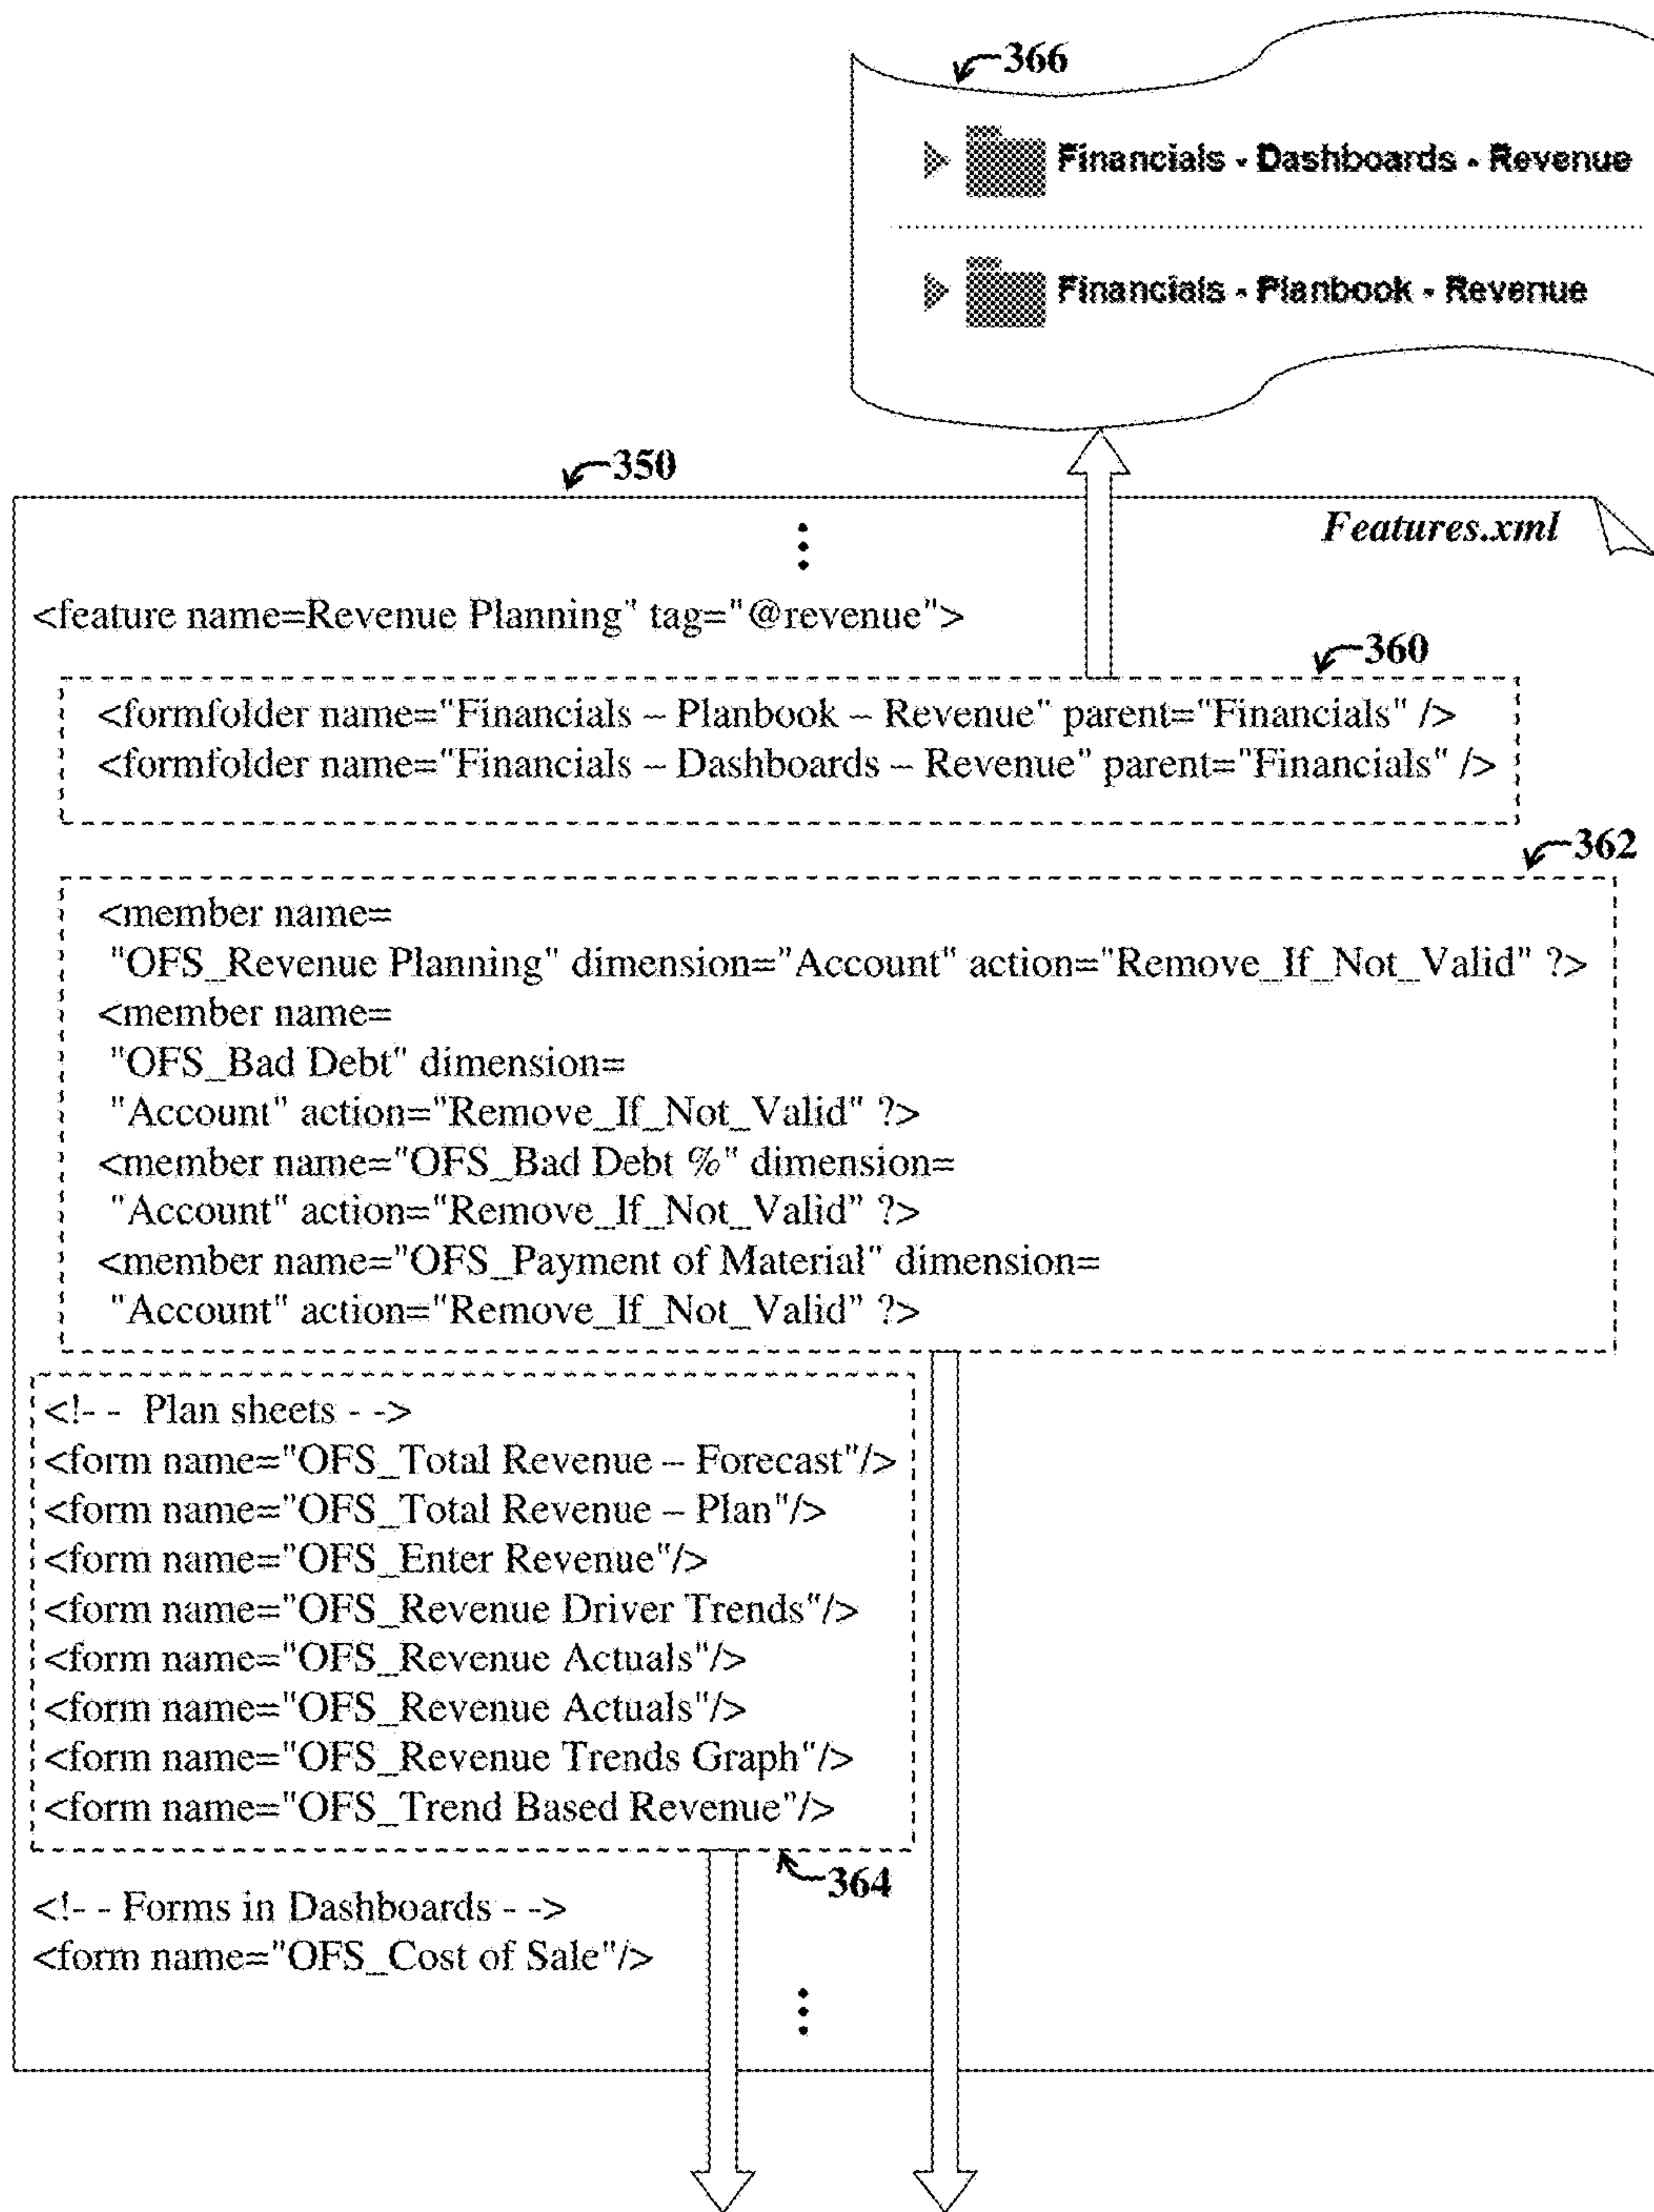 366
Financials - Dashboards - Revenue
Financials - Planbook - Revenue
350
Features.xml
<feature name=Revenue Planning" tag="@revenue">
360
<formfolder name="Financials – Planbook – Revenue" parent="Financials" />
<formfolder name="Financials – Dashboards – Revenue" parent="Financials" />
362
<member name=
"OFS_Revenue Planning" dimension="Account" action="Remove_If_Not_Valid" ?>
<member name=
"OFS_Bad Debt" dimension=
"Account" action="Remove_If_Not_Valid" ?>
<member name="OFS_Bad Debt %" dimension=
"Account" action="Remove_If_Not_Valid" ?>
<member name="OFS_Payment of Material" dimension=
"Account" action="Remove_If_Not_Valid" ?>
<!- - Plan sheets - ->
<form name="OFS_Total Revenue – Forecast"/>
<form name="OFS_Total Revenue – Plan"/>
<form name="OFS_Enter Revenue"/>
<form name="OFS_Revenue Driver Trends"/>
<form name="OFS_Revenue Actuals"/>
<form name="OFS_Revenue Actuals"/>
<form name="OFS_Revenue Trends Graph"/>
<form name="OFS_Trend Based Revenue"/>
364
<!- - Forms in Dashboards - ->
<form name="OFS_Cost of Sale"/>